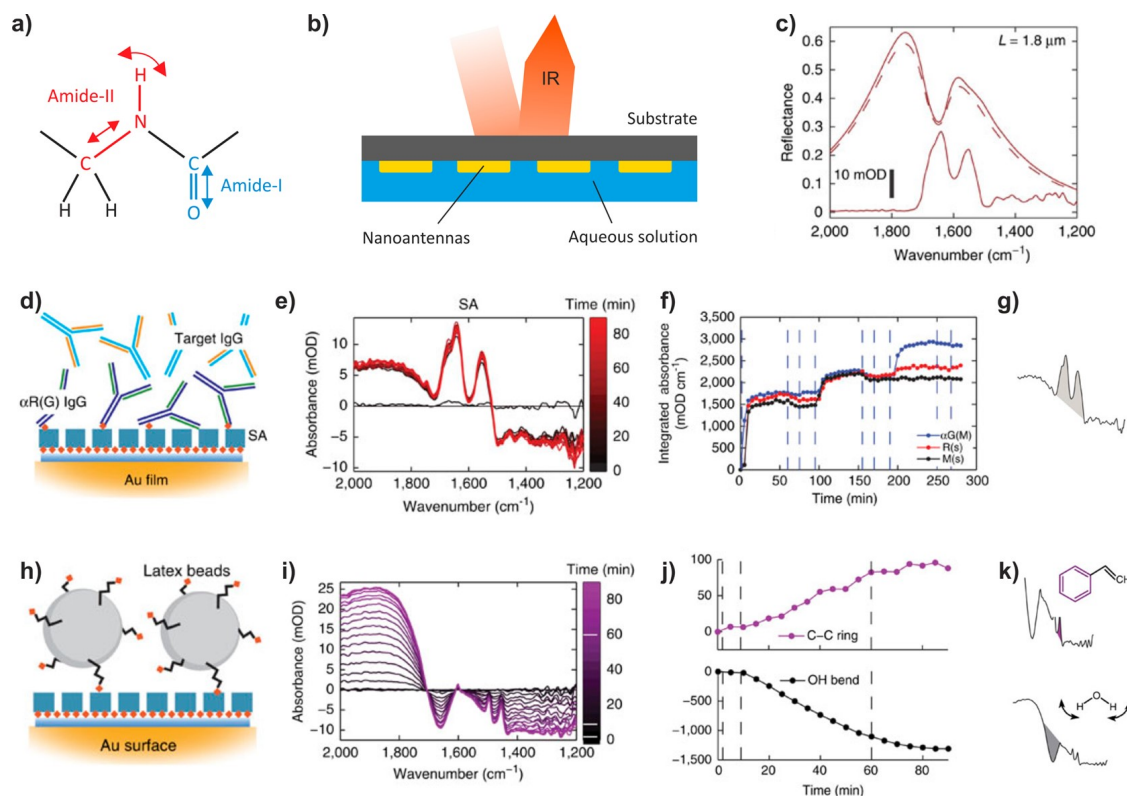 a)
H
Amide-II
N
C
C
Amide-I
H
H
O
b)
IR
Substrate
Nanoantennas
Aqueous solution
c)
L = 1.8 μm
Reflectance
0.6
0.5
0.4
0.3
0.2
0.1
0
10 mOD
2,000 1,800 1,600 1,400 1,200
Wavenumber (cm⁻¹)
d)
Target IgG
αR(G) IgG
SA
Au film
e)
SA
Time (min)
Absorbance (mOD)
10
5
0
−5
−10
80
60
40
20
0
2,000 1,800 1,600 1,400 1,200
Wavenumber (cm⁻¹)
f)
Integrated absorbance
(mOD cm⁻¹)
3,500
3,000
2,500
2,000
1,500
1,000
500
0
αG(M)
R(s)
M(s)
0 50 100 150 200 250 300
Time (min)
g)
h)
Latex beads
SA
Au surface
i)
Time (min)
Absorbance (mOD)
25
20
15
10
5
0
−5
−10
80
60
40
20
0
2,000 1,800 1,600 1,400 1,200
Wavenumber (cm⁻¹)
j)
100
50
0
C–C ring
0
−500
−1,000
−1,500
OH bend
0 20 40 60 80
Time (min)
k)
H O H